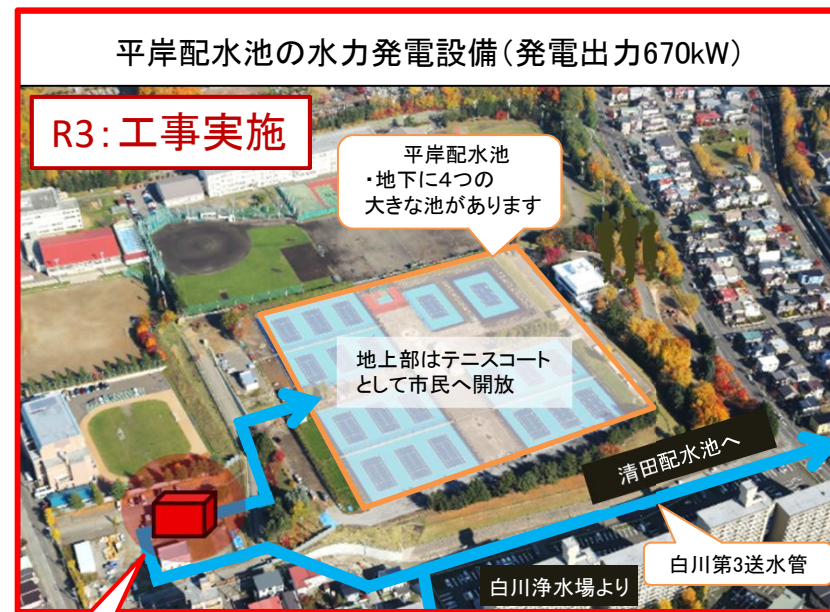 平岸配水池の水力発電設備（発電出力670kW）
R3：工事実施
平岸配水池
・地下に４つの
大きな池があります
地上部はテニスコート
として市民へ開放
清田配水池へ
白川第3送水管
白川浄水場より